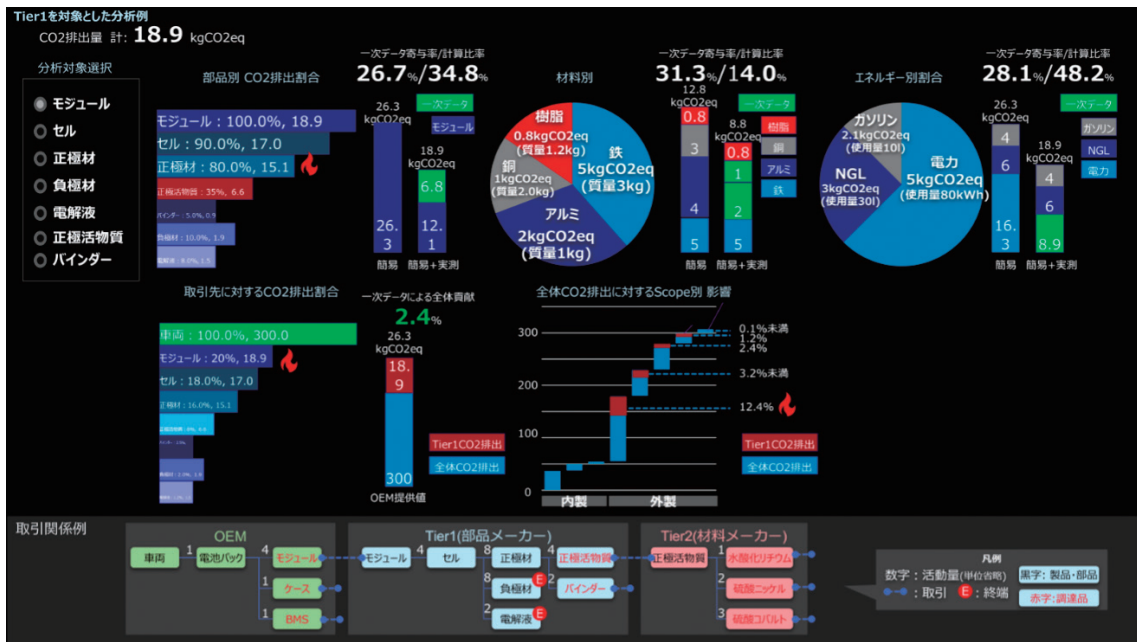 Tier1を対象とした分析例
CO2排出量 計: 18.9 kgCO2eq
分析対象選択
モジュール
セル
正極材
負極材
電解液
正極活物質
バインダー
部品別 CO2排出割合
モジュール：100.0%, 18.9
セル：90.0%, 17.0
正極材：80.0%, 15.1
正極活物質：35%, 6.6
バインダー：5.0%, 0.9
負極材：10.0%, 1.9
電解液：8.0%, 1.5
一次データ寄与率/計算比率
26.7%/34.8%
26.3
kgCO2eq
一次データ
モジュール
18.9
kgCO2eq
6.8
26.
3
12.
1
簡易
簡易+実測
材料別
樹脂
0.8kgCO2eq
(質量1.2kg)
銅
1kgCO2eq
(質量2.0kg)
鉄
5kgCO2eq
(質量3kg)
アルミ
2kgCO2eq
(質量1kg)
一次データ寄与率/計算比率
31.3%/14.0%
12.8
kgCO2eq
一次データ
樹脂
銅
アルミ
鉄
0.8
3
4
5
8.8
kgCO2eq
0.8
1
2
5
簡易
簡易+実測
エネルギー別割合
ガソリン
2.1kgCO2eq
(使用量10l)
NGL
3kgCO2eq
(使用量30l)
電力
5kgCO2eq
(使用量80kWh)
一次データ寄与率/計算比率
28.1%/48.2%
26.3
kgCO2eq
一次データ
ガソリン
NGL
電力
4
6
16.
3
18.9
kgCO2eq
4
6
8.9
簡易
簡易+実測
取引先に対するCO2排出割合
車両：100.0%, 300.0
モジュール：20%, 18.9
セル：18.0%, 17.0
正極材：16.0%, 15.1
一次データによる全体貢献
2.4%
26.3
kgCO2eq
18.
9
300
OEM提供値
Tier1CO2排出
全体CO2排出
全体CO2排出に対するScope別 影響
300
200
100
0
0.1%未満
1.2%
2.4%
3.2%未満
12.4%
Tier1CO2排出
全体CO2排出
内製
外製
取引関係例
OEM
車両
1
電池パック
4
モジュール
1
ケース
1
BMS
Tier1(部品メーカー)
モジュール
4
セル
8
正極材
4
正極活物質
8
負極材
E
2
バインダー
2
電解液
E
Tier2(材料メーカー)
正極活物質
1
水酸化リチウム
2
硫酸ニッケル
3
硫酸コバルト
凡例
数字：活動量(単位省略)
黒字：製品・部品
：取引
E：終端
赤字：調達品